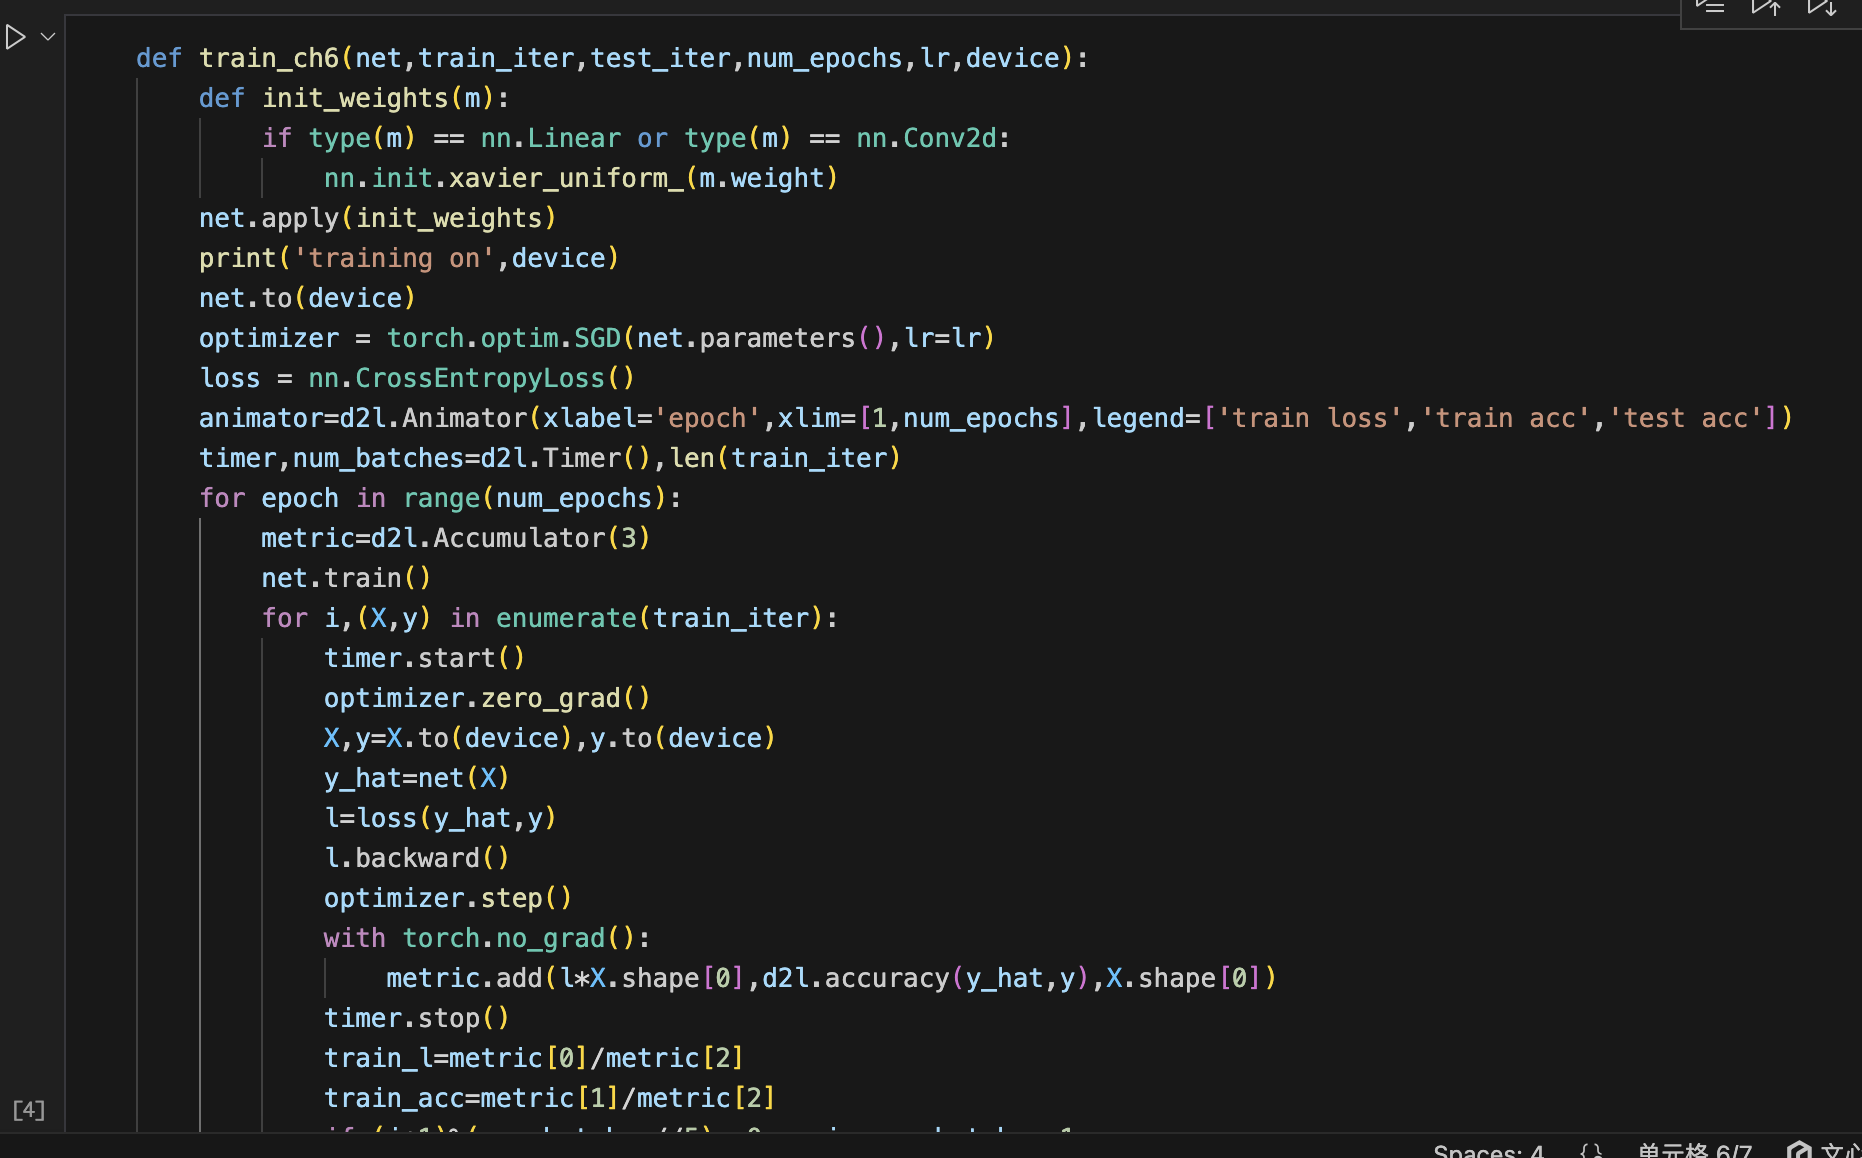 def train_ch6(net,train_iter,test_iter,num_epochs,lr,device):
    def init_weights(m):
        if type(m) == nn.Linear or type(m) == nn.Conv2d:
            nn.init.xavier_uniform_(m.weight)
    net.apply(init_weights)
    print('training on',device)
    net.to(device)
    optimizer = torch.optim.SGD(net.parameters(),lr=lr)
    loss = nn.CrossEntropyLoss()
    animator=d2l.Animator(xlabel='epoch',xlim=[1,num_epochs],legend=['train loss','train acc','test acc'])
    timer,num_batches=d2l.Timer(),len(train_iter)
    for epoch in range(num_epochs):
        metric=d2l.Accumulator(3)
        net.train()
        for i,(X,y) in enumerate(train_iter):
            timer.start()
            optimizer.zero_grad()
            X,y=X.to(device),y.to(device)
            y_hat=net(X)
            l=loss(y_hat,y)
            l.backward()
            optimizer.step()
            with torch.no_grad():
                metric.add(l*X.shape[0],d2l.accuracy(y_hat,y),X.shape[0])
            timer.stop()
            train_l=metric[0]/metric[2]
            train_acc=metric[1]/metric[2]
[4]
Spaces: 4 {} 单元格 6/7 文心